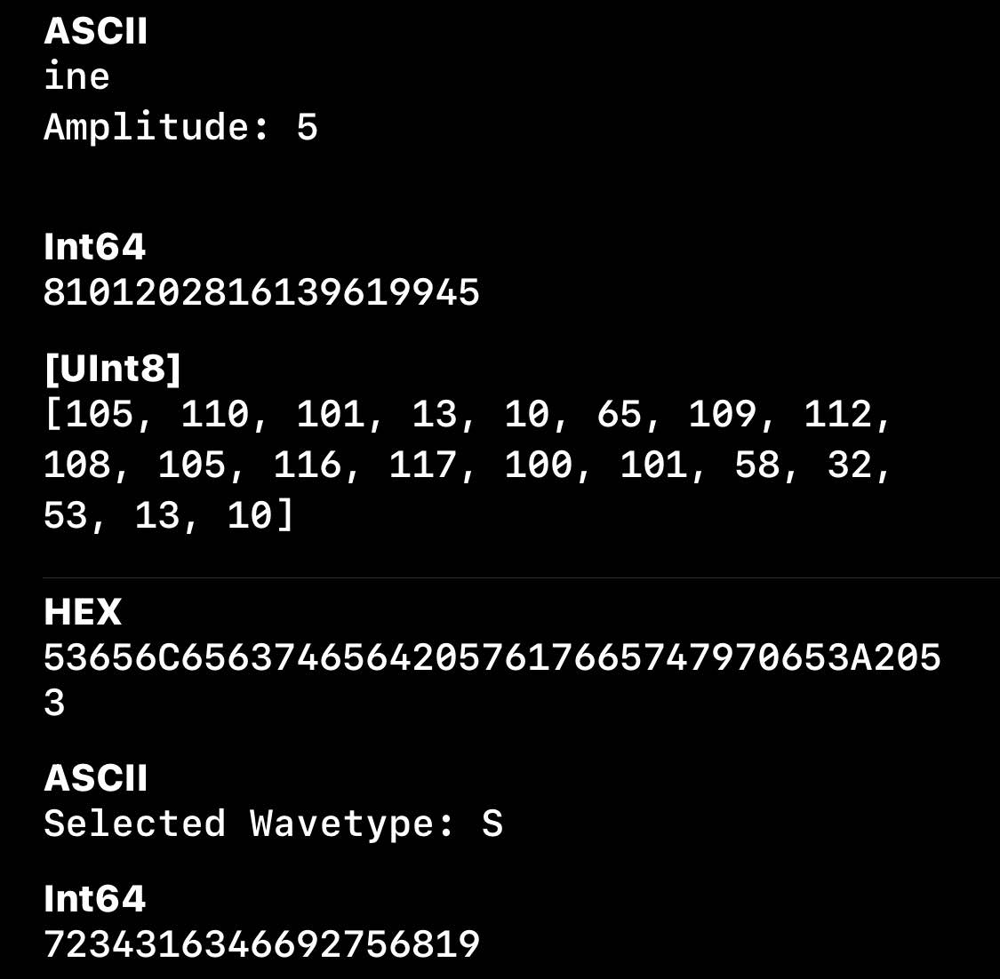 ASCII
ine
Amplitude: 5
Int64
8101202816139619945
[UInt8]
[105, 110, 101, 13, 10, 65, 109, 112,
108, 105, 116, 117, 100, 101, 58, 32,
53, 13, 10]
HEX
53656C65637465642057617665747970653A205
3
ASCII
Selected Wavetype: S
Int64
7234316346692756819